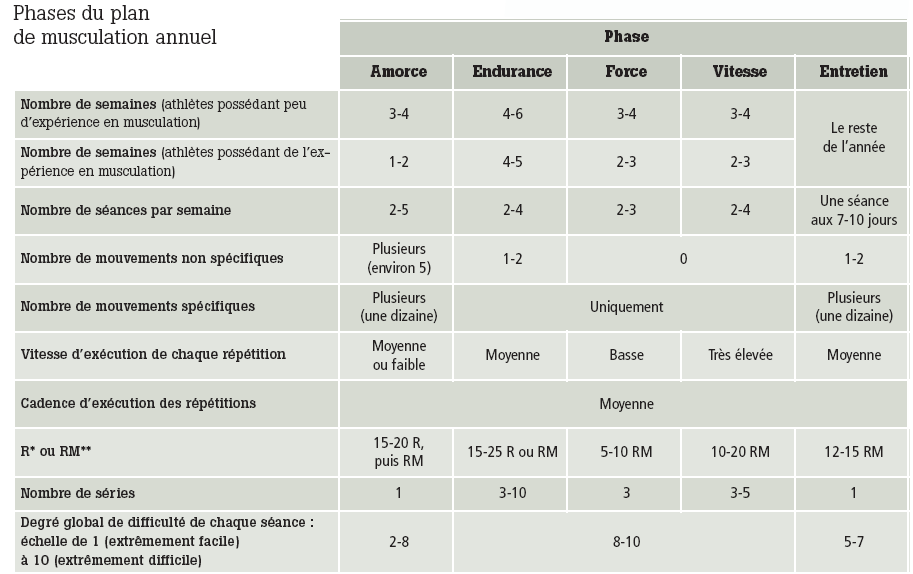 Phases du plan
de musculation annuel
Phase
Amorce Endurance Force Vitesse Entretien
Nombre de semaines (athlètes possédant peu
d'expérience en musculation)
3-4 4-6 3-4 3-4
Le reste
de l'année
Nombre de semaines (athlètes possédant de l'ex-
périence en musculation)
1-2 4-5 2-3 2-3
Nombre de séances par semaine
2-5 2-4 2-3 2-4
Une séance
aux 7-10 jours
Nombre de mouvements non spécifiques
Plusieurs
(environ 5)
1-2 0 1-2
Nombre de mouvements spécifiques
Plusieurs
(une dizaine)
Uniquement
Plusieurs
(une dizaine)
Vitesse d'exécution de chaque répétition
Moyenne
ou faible
Moyenne Basse Très élevée Moyenne
Cadence d'exécution des répétitions
Moyenne
R* ou RM**
15-20 R,
puis RM
15-25 R ou RM 5-10 RM 10-20 RM 12-15 RM
Nombre de séries 1 3-10 3 3-5 1
Degré global de difficulté de chaque séance :
échelle de 1 (extrêmement facile)
à 10 (extrêmement difficile)
2-8 8-10 5-7